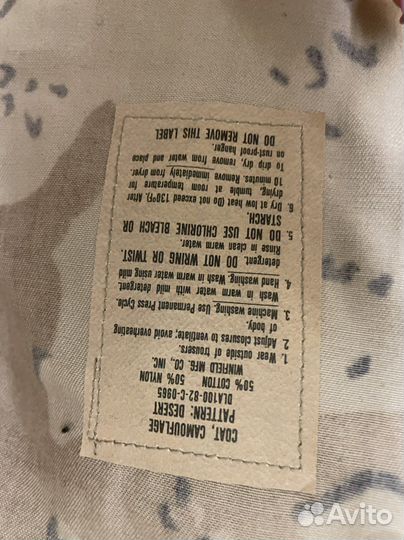 COAT, CAMOUFLAGE
PATTERN: DESERT
DLA100-82-C-0965
50% COTTON 50% NYLON
WINFIELD MFG. CO., INC.
1. Wear outside of trousers.
2. Adjust closures to ventilate; avoid overheating
of body.
3. Machine washing. Use Permanent Press Cycle.
Wash in warm water with mild detergent.
4. Hand washing. Wash in warm water using mild
detergent. DO NOT WRING OR TWIST.
Rinse in clean warm water.
5. DO NOT USE CHLORINE BLEACH OR
STARCH.
6. Dry at low heat (Do not exceed 130°F). After
drying, tumble at room temperature for
10 minutes. Remove immediately from dryer.
To drip dry, remove from water and place
on rust-proof hanger.
DO NOT REMOVE THIS LABEL
Avito